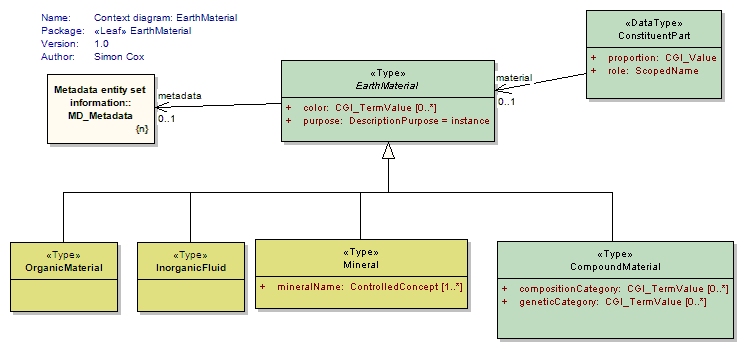 Name: Context diagram: EarthMaterial
Package: «Leaf» EarthMaterial
Version: 1.0
Author: Simon Cox
«DataType»
ConstituentPart
+ proportion: CGI_Value
+ role: ScopedName
Metadata entity set
information::
MD_Metadata
{n}
metadata
0..1
«Type»
EarthMaterial
+ color: CGI_TermValue [0..*]
+ purpose: DescriptionPurpose = instance
material
0..1
«Type»
OrganicMaterial
«Type»
InorganicFluid
«Type»
Mineral
+ mineralName: ControlledConcept [1..*]
«Type»
CompoundMaterial
+ compositionCategory: CGI_TermValue [0..*]
+ geneticCategory: CGI_TermValue [0..*]